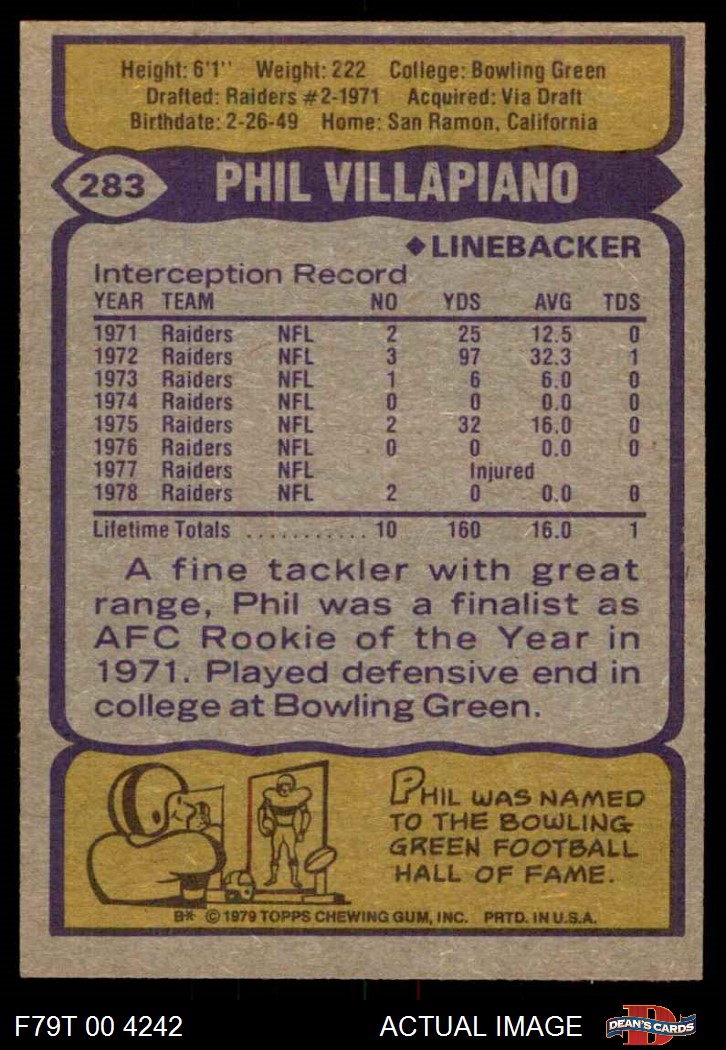 Height: 6'1" Weight: 222 College: Bowling Green
Drafted: Raiders #2-1971 Acquired: Via Draft
Birthdate: 2-26-49 Home: San Ramon, California
283 PHIL VILLAPIANO
◆LINEBACKER
Interception Record
YEAR TEAM NO YDS AVG TDS
1971 Raiders NFL 2 25 12.5 0
1972 Raiders NFL 3 97 32.3 1
1973 Raiders NFL 1 6 6.0 0
1974 Raiders NFL 0 0 0.0 0
1975 Raiders NFL 2 32 16.0 0
1976 Raiders NFL 0 0 0.0 0
1977 Raiders NFL Injured
1978 Raiders NFL 2 0 0.0 0
Lifetime Totals ........... 10 160 16.0 1
A fine tackler with great
range, Phil was a finalist as
AFC Rookie of the Year in
1971. Played defensive end in
college at Bowling Green.
PHIL WAS NAMED
TO THE BOWLING
GREEN FOOTBALL
HALL OF FAME.
B* © 1979 TOPPS CHEWING GUM, INC. PRTD. IN U.S.A.
F79T 00 4242 ACTUAL IMAGE D DEAN'S CARDS